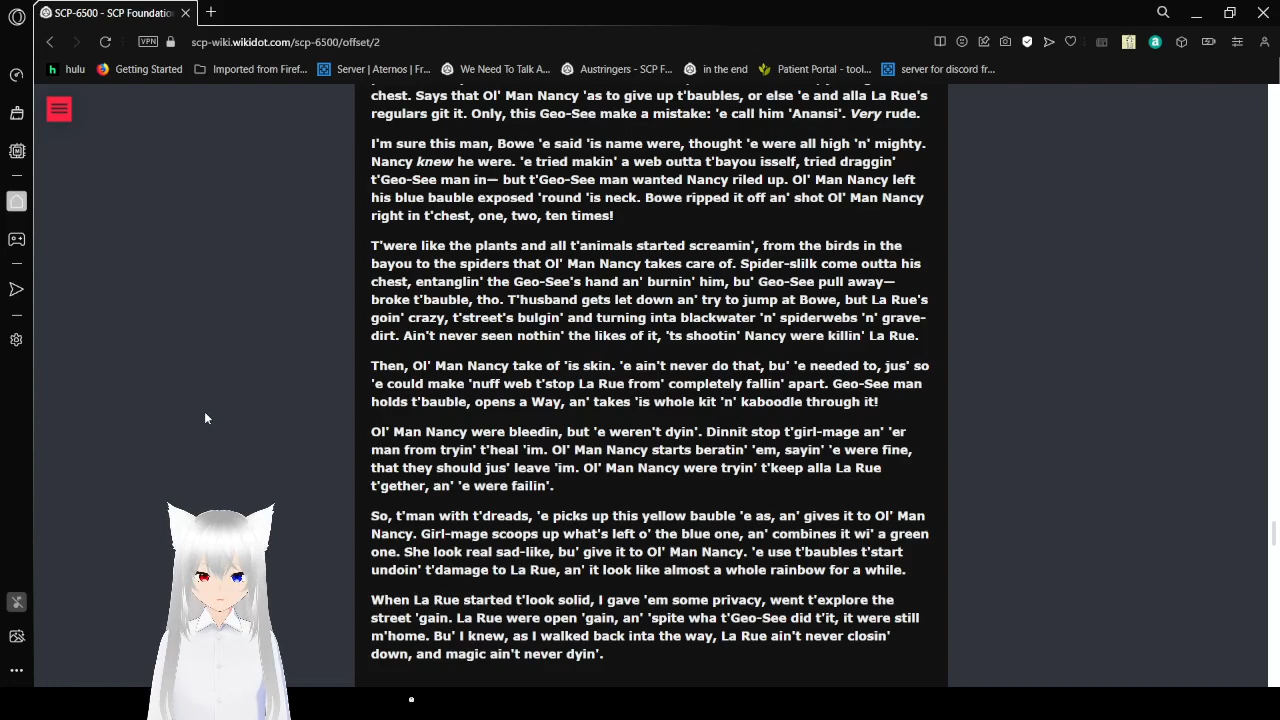 SCP-6500 - SCP Foundatio
scp-wiki.wikidot.com/scp-6500/offset/2
VPN
hulu
Getting Started
Imported from Firef...
Server | Aternos | Fr...
We Need To Talk A...
Austringers - SCP F...
in the end
Patient Portal - tool...
server for discord fr...
chest. Says that Ol' Man Nancy 'as to give up t'baubles, or else 'e and alla La Rue's
regulars git it. Only, this Geo-See make a mistake: 'e call him 'Anansi'. Very rude.
I'm sure this man, Bowe 'e said 'is name were, thought 'e were all high 'n' mighty.
Nancy knew he were. 'e tried makin' a web outta t'bayou isself, tried draggin'
t'Geo-See man in— but t'Geo-See man wanted Nancy riled up. Ol' Man Nancy left
his blue bauble exposed 'round 'is neck. Bowe ripped it off an' shot Ol' Man Nancy
right in t'chest, one, two, ten times!
T'were like the plants and all t'animals started screamin', from the birds in the
bayou to the spiders that Ol' Man Nancy takes care of. Spider-slilk come outta his
chest, entanglin' the Geo-See's hand an' burnin' him, bu' Geo-See pull away—
broke t'bauble, tho. T'husband gets let down an' try to jump at Bowe, but La Rue's
goin' crazy, t'street's bulgin' and turning inta blackwater 'n' spiderwebs 'n' grave-
dirt. Ain't never seen nothin' the likes of it, 'ts shootin' Nancy were killin' La Rue.
Then, Ol' Man Nancy take of 'is skin. 'e ain't never do that, bu' 'e needed to, jus' so
'e could make 'nuff web t'stop La Rue from' completely fallin' apart. Geo-See man
holds t'bauble, opens a Way, an' takes 'is whole kit 'n' kaboodle through it!
Ol' Man Nancy were bleedin, but 'e weren't dyin'. Dinnit stop t'girl-mage an' 'er
man from tryin' t'heal 'im. Ol' Man Nancy starts beratin' 'em, sayin' 'e were fine,
that they should jus' leave 'im. Ol' Man Nancy were tryin' t'keep alla La Rue
t'gether, an' 'e were failin'.
So, t'man with t'dreads, 'e picks up this yellow bauble 'e as, an' gives it to Ol' Man
Nancy. Girl-mage scoops up what's left o' the blue one, an' combines it wi' a green
one. She look real sad-like, bu' give it to Ol' Man Nancy. 'e use t'baubles t'start
undoin' t'damage to La Rue, an' it look like almost a whole rainbow for a while.
When La Rue started t'look solid, I gave 'em some privacy, went t'explore the
street 'gain. La Rue were open 'gain, an' 'spite wha t'Geo-See did t'it, it were still
m'home. Bu' I knew, as I walked back inta the way, La Rue ain't never closin'
down, and magic ain't never dyin'.